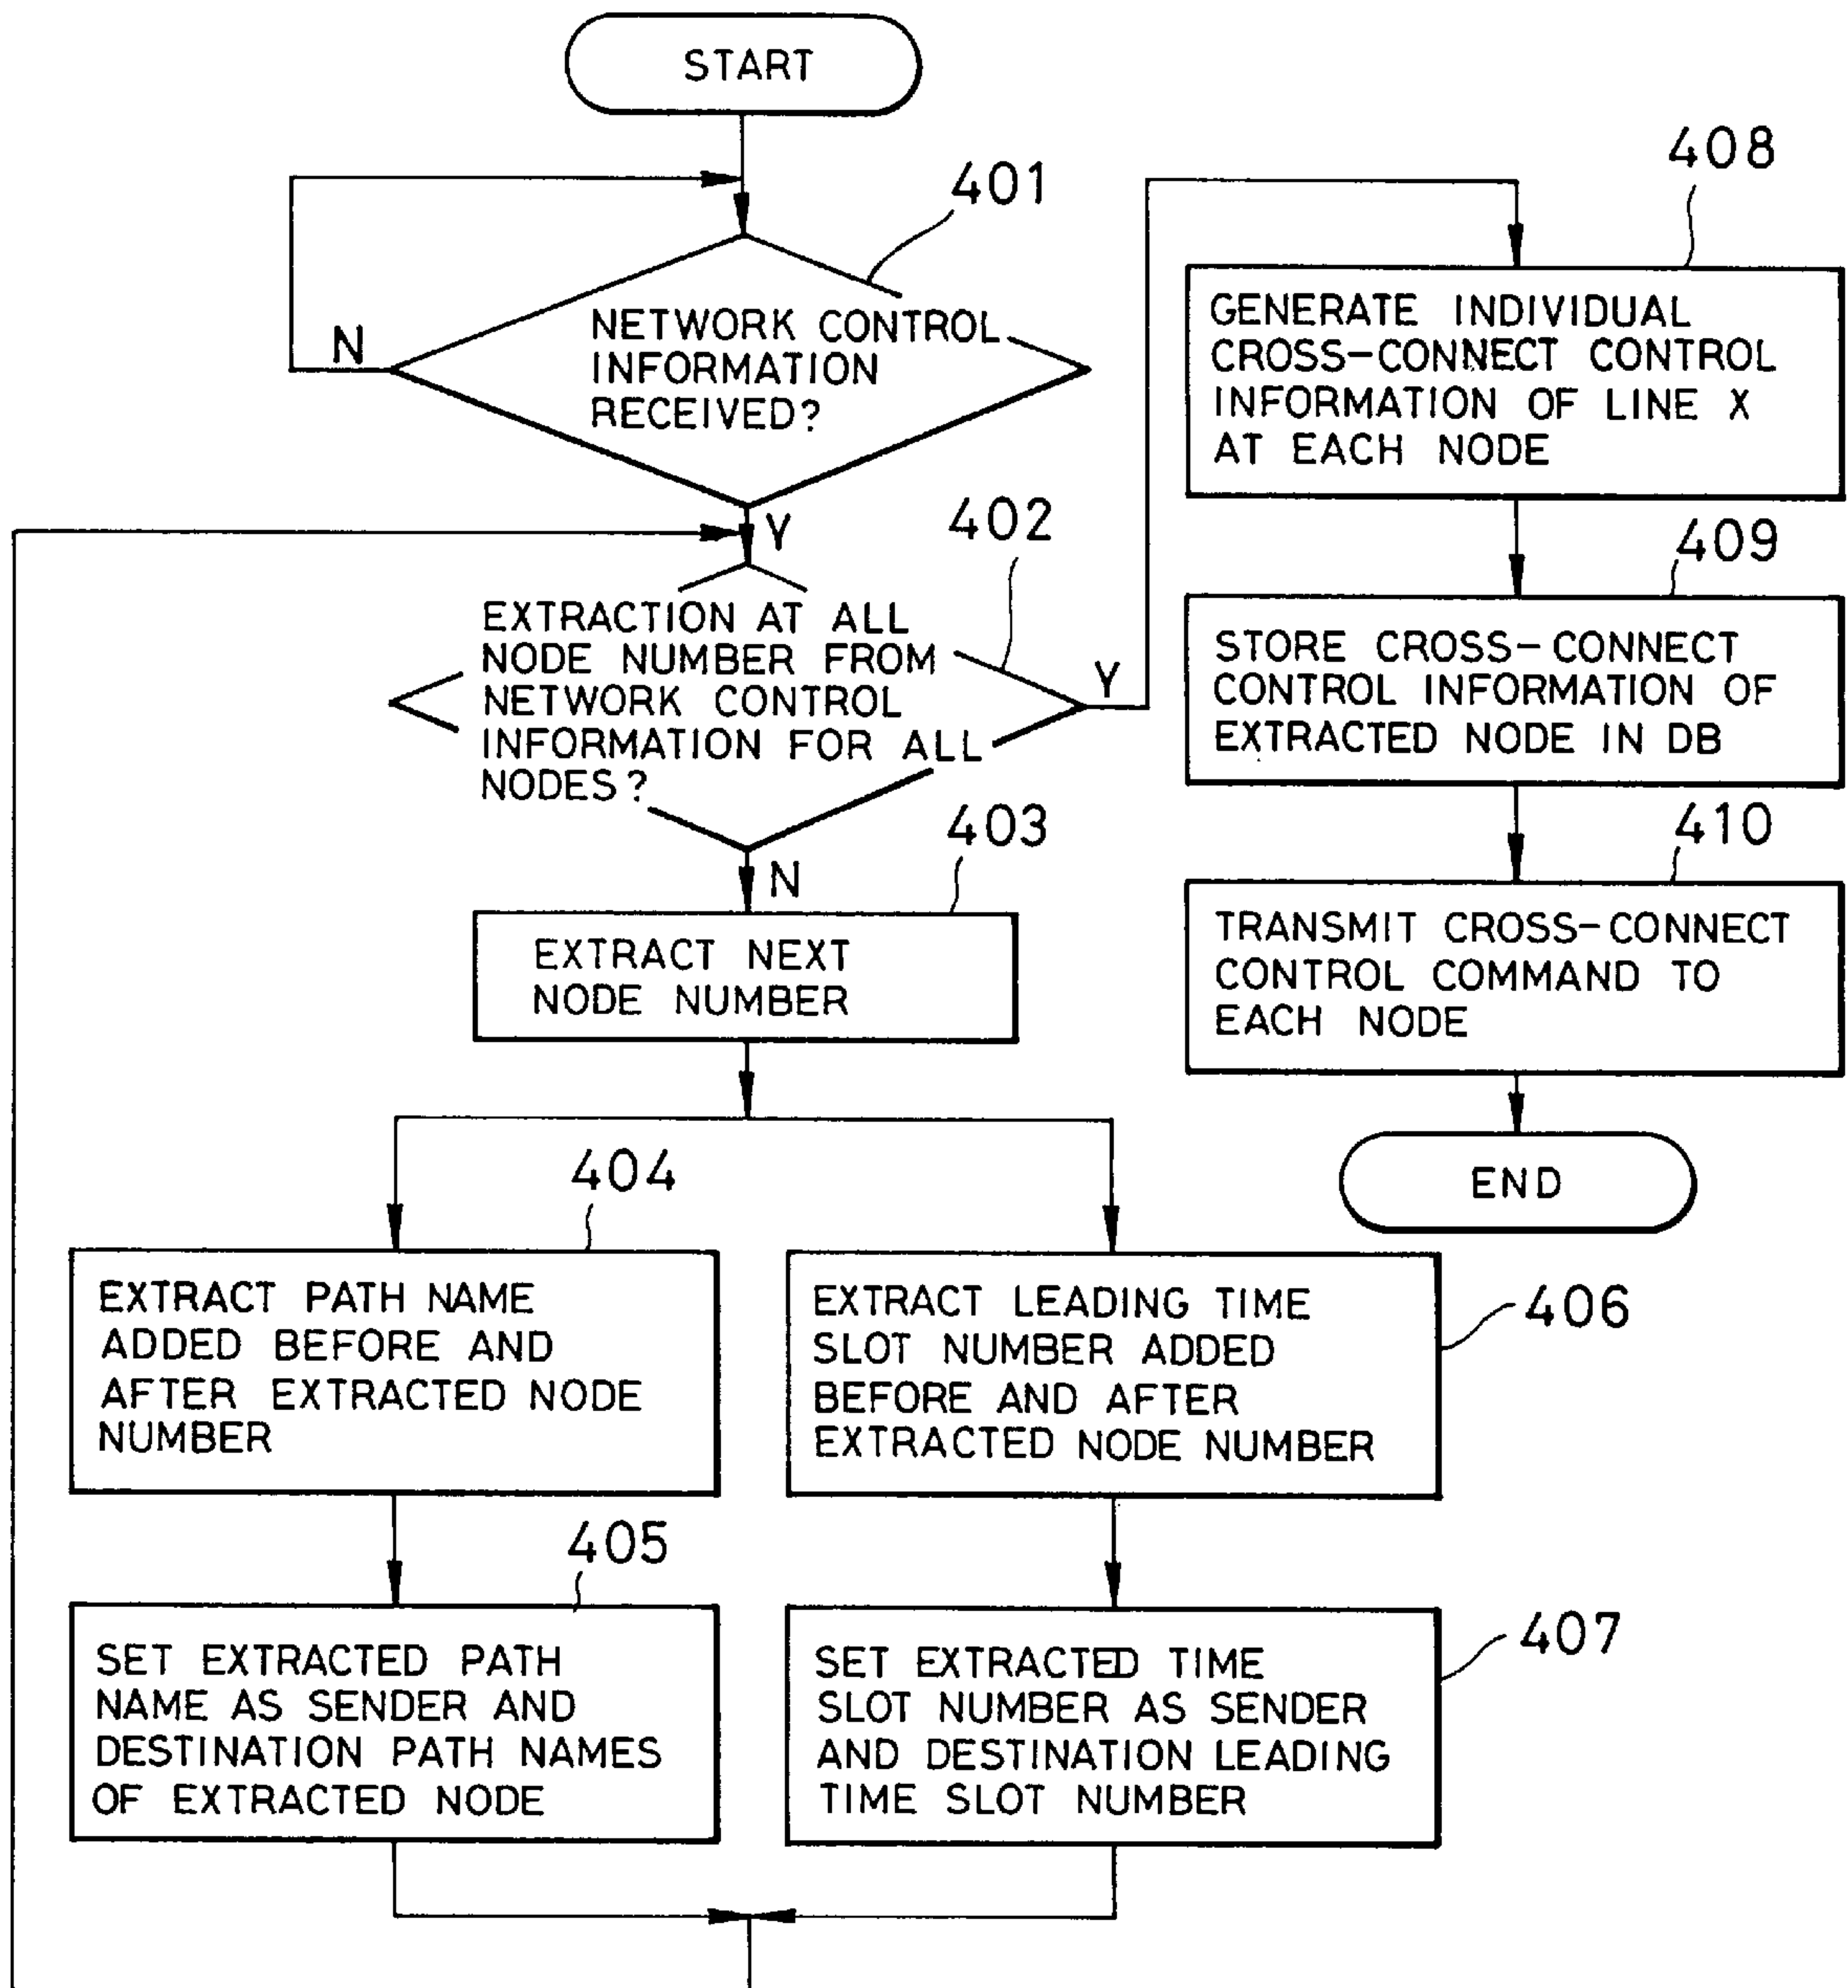 START
401
NETWORK CONTROL
INFORMATION
RECEIVED?
N
Y
402
EXTRACTION AT ALL
NODE NUMBER FROM
NETWORK CONTROL
INFORMATION FOR ALL
NODES?
Y
N
403
EXTRACT NEXT
NODE NUMBER
404
EXTRACT PATH NAME
ADDED BEFORE AND
AFTER EXTRACTED NODE
NUMBER
405
SET EXTRACTED PATH
NAME AS SENDER AND
DESTINATION PATH NAMES
OF EXTRACTED NODE
406
EXTRACT LEADING TIME
SLOT NUMBER ADDED
BEFORE AND AFTER
EXTRACTED NODE NUMBER
407
SET EXTRACTED TIME
SLOT NUMBER AS SENDER
AND DESTINATION LEADING
TIME SLOT NUMBER
408
GENERATE INDIVIDUAL
CROSS-CONNECT CONTROL
INFORMATION OF LINE X
AT EACH NODE
409
STORE CROSS-CONNECT
CONTROL INFORMATION OF
EXTRACTED NODE IN DB
410
TRANSMIT CROSS-CONNECT
CONTROL COMMAND TO
EACH NODE
END